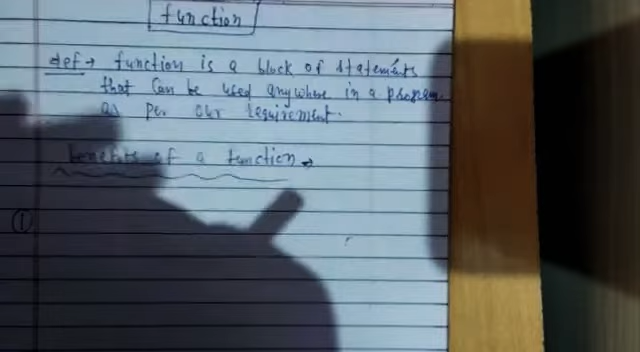 function
def → function is a block of statements
that can be used anywhere in a program
as per our requirement.
benefits of a function →
①